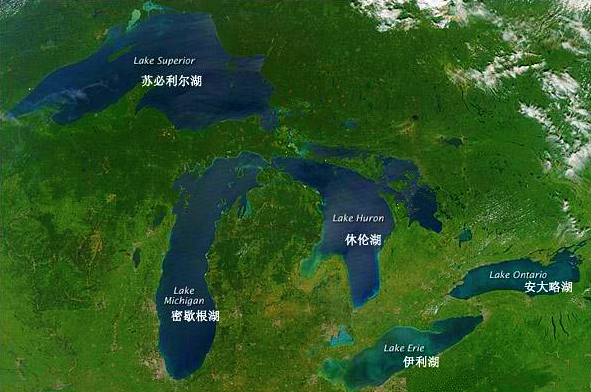 Lake Superior
苏必利尔湖
Lake Huron
休伦湖
Lake Ontario
安大略湖
Lake
Michigan
密歇根湖
Lake Erie
伊利湖